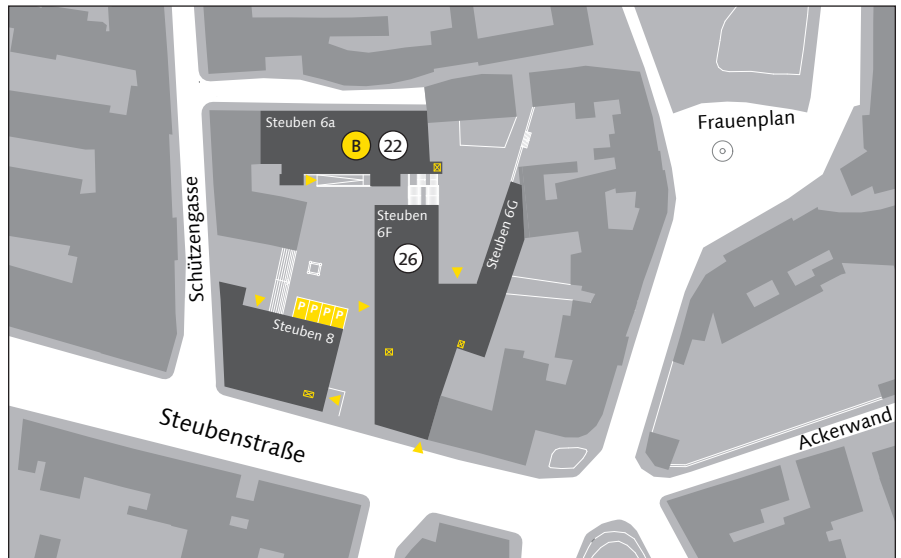 Steuben 6a
B
22
Frauenplan
Steuben
6F
Steuben 6G
26
Schützengasse
P P P P
Steuben 8
Steubenstraße
Ackerwand